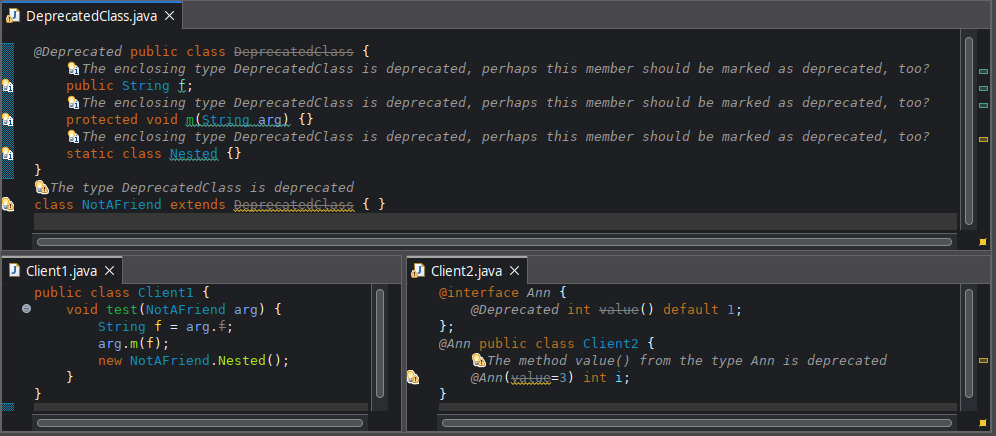 DeprecatedClass.java
@Deprecated public class DeprecatedClass {
The enclosing type DeprecatedClass is deprecated, perhaps this member should be marked as deprecated, too?
public String f;
The enclosing type DeprecatedClass is deprecated, perhaps this member should be marked as deprecated, too?
protected void m(String arg) {}
The enclosing type DeprecatedClass is deprecated, perhaps this member should be marked as deprecated, too?
static class Nested {}
}
The type DeprecatedClass is deprecated
class NotAFriend extends DeprecatedClass { }
Client1.java
public class Client1 {
void test(NotAFriend arg) {
String f = arg.f;
arg.m(f);
new NotAFriend.Nested();
}
}
Client2.java
@interface Ann {
@Deprecated int value() default 1;
};
@Ann public class Client2 {
The method value() from the type Ann is deprecated
@Ann(value=3) int i;
}